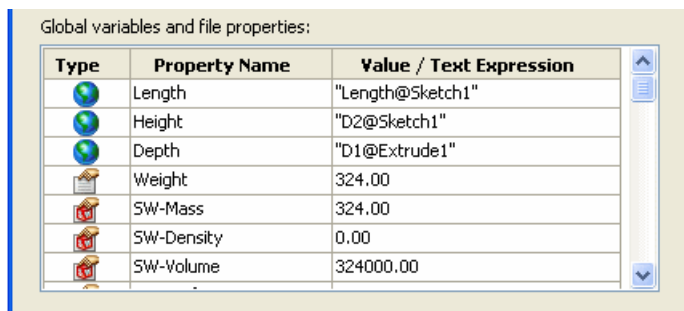 Global variables and file properties:
Type Property Name Value / Text Expression
Length "Length@Sketch1"
Height "D2@Sketch1"
Depth "D1@Extrude1"
Weight 324.00
SW-Mass 324.00
SW-Density 0.00
SW-Volume 324000.00